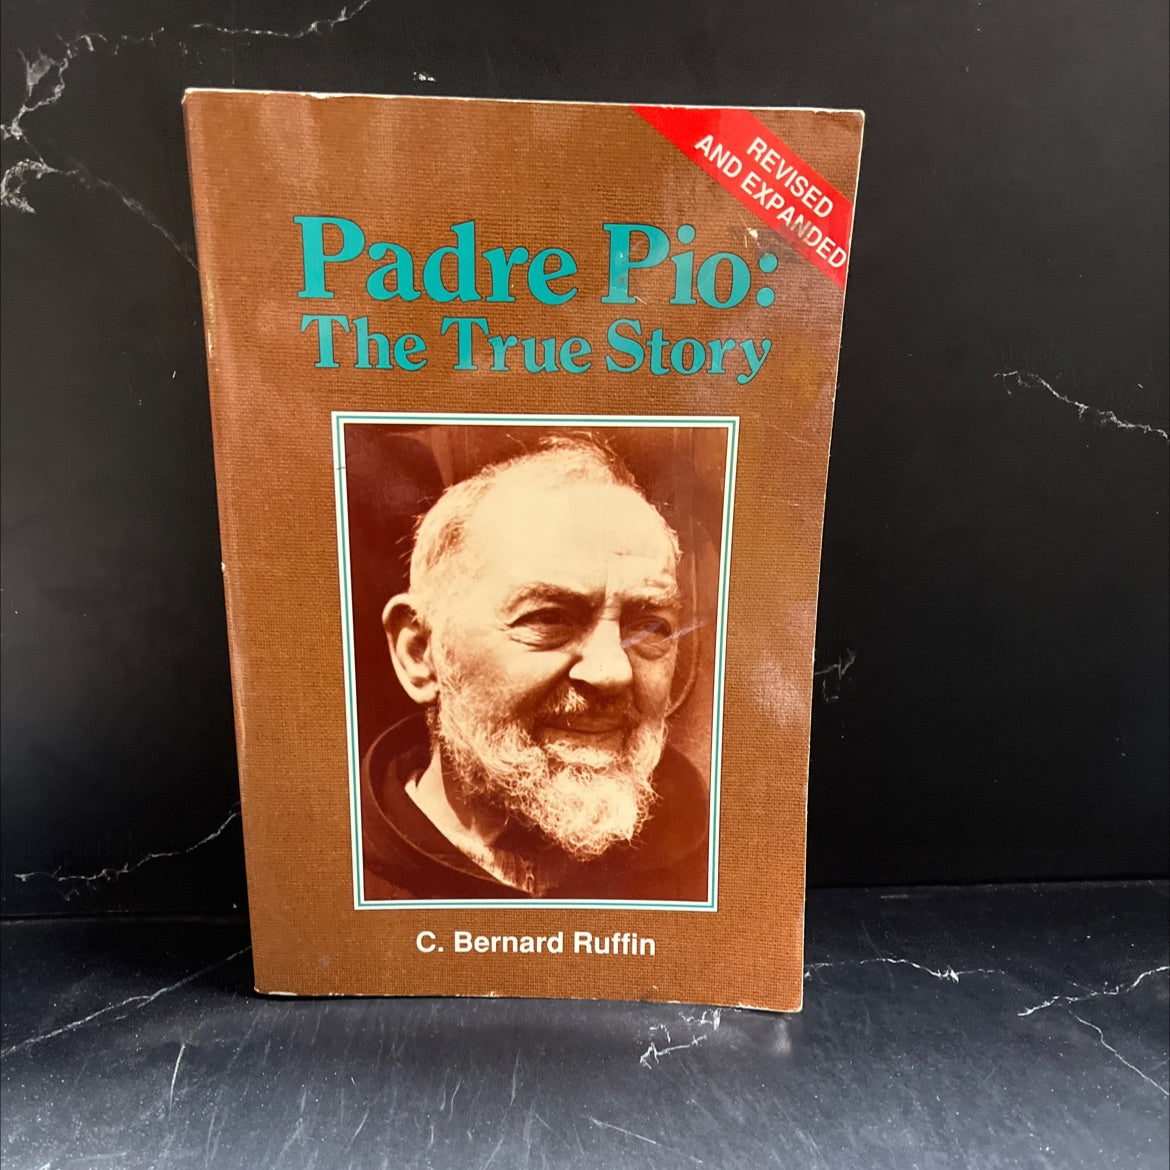 REVISED
AND EXPANDED
Padre Pio:
The True Story
C. Bernard Ruffin